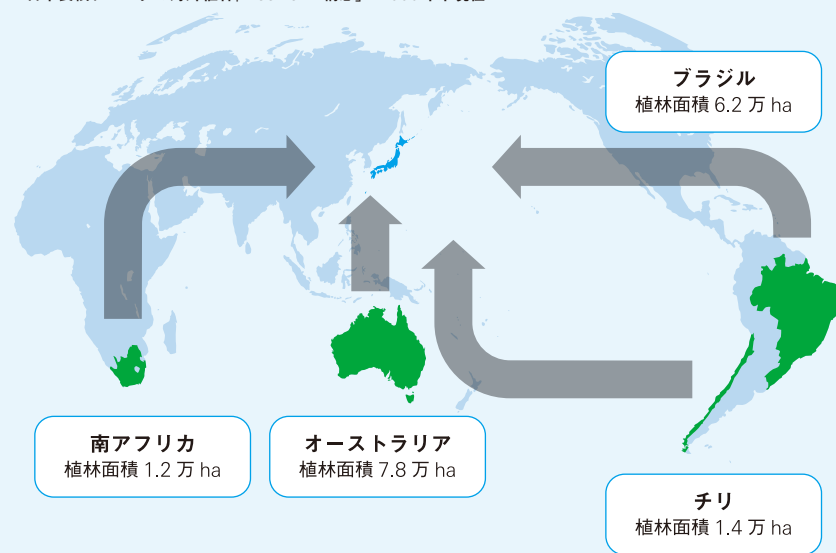 ブラジル
植林面積 6.2 万 ha
南アフリカ
植林面積 1.2 万 ha
オーストラリア
植林面積 7.8 万 ha
チリ
植林面積 1.4 万 ha